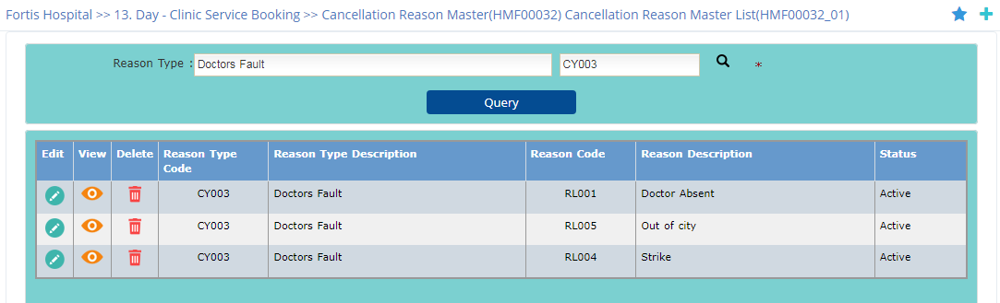 Fortis Hospital >> 13. Day - Clinic Service Booking >> Cancellation Reason Master(HMF00032) Cancellation Reason Master List(HMF00032_01)
Reason Type : Doctors Fault CY003 *
Query
Edit View Delete Reason Type Code Reason Type Description Reason Code Reason Description Status
CY003 Doctors Fault RL001 Doctor Absent Active
CY003 Doctors Fault RL005 Out of city Active
CY003 Doctors Fault RL004 Strike Active